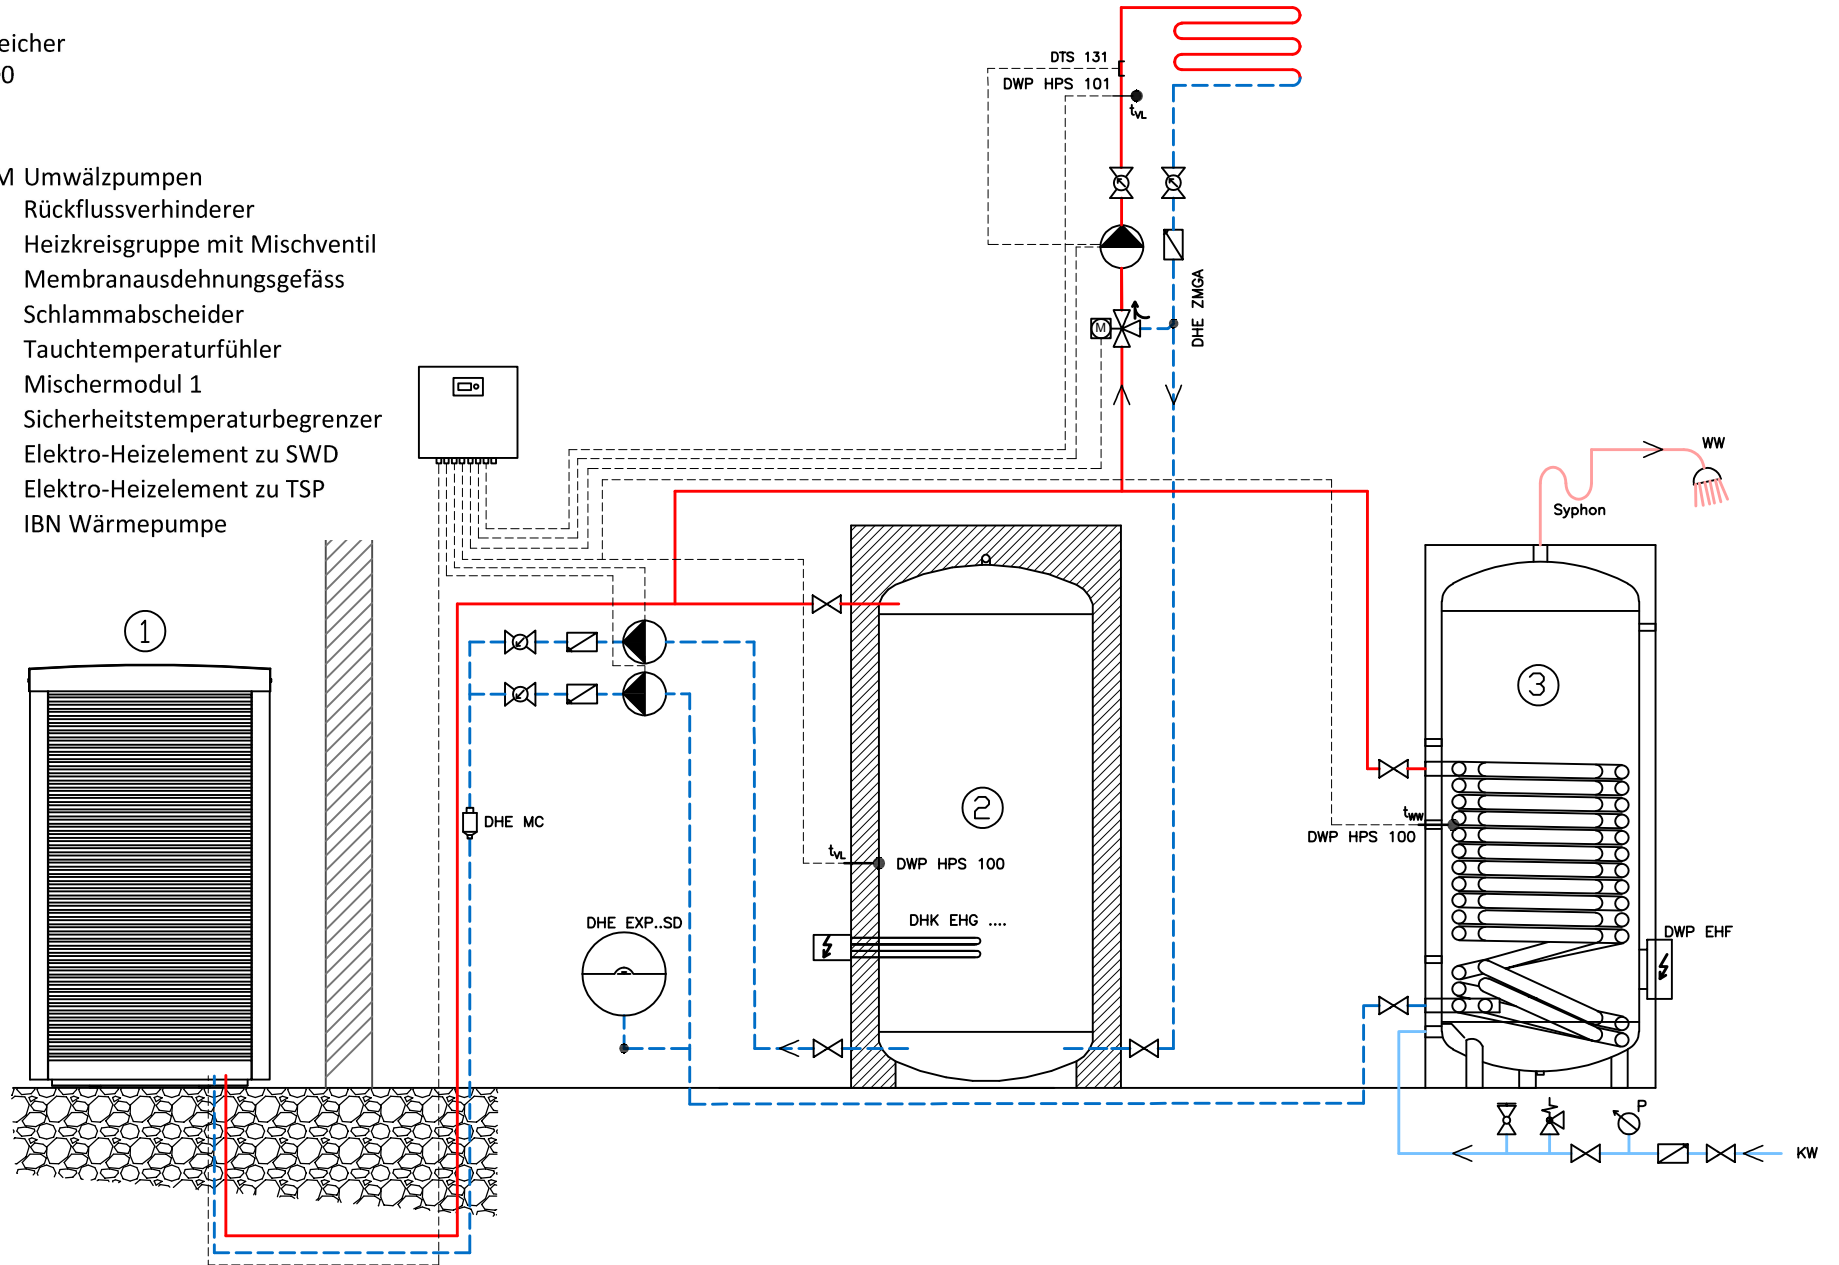 eicher
0
M Umwälzpumpen
Rückflussverhinderer
Heizkreisgruppe mit Mischventil
Membranausdehnungsgefäss
Schlammabscheider
Tauchtemperaturfühler
Mischermodul 1
Sicherheitstemperaturbegrenzer
Elektro-Heizelement zu SWD
Elektro-Heizelement zu TSP
IBN Wärmepumpe
DTS 131
DWP HPS 101
tVL
DHE ZMGA
M
WW
Syphon
1
2
3
DHE MC
tVL
DWP HPS 100
tWW
DWP HPS 100
DHE EXP..SD
DHK EHG ....
DWP EHF
P
KW